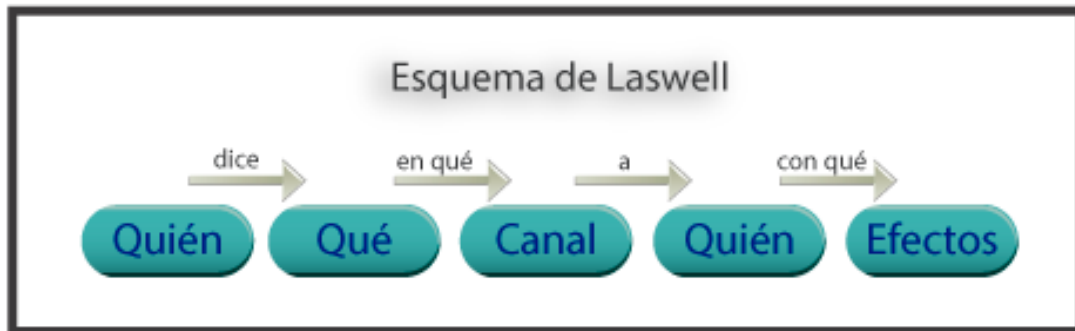 Esquema de Laswell
dice en qué a con qué
Quién Qué Canal Quién Efectos